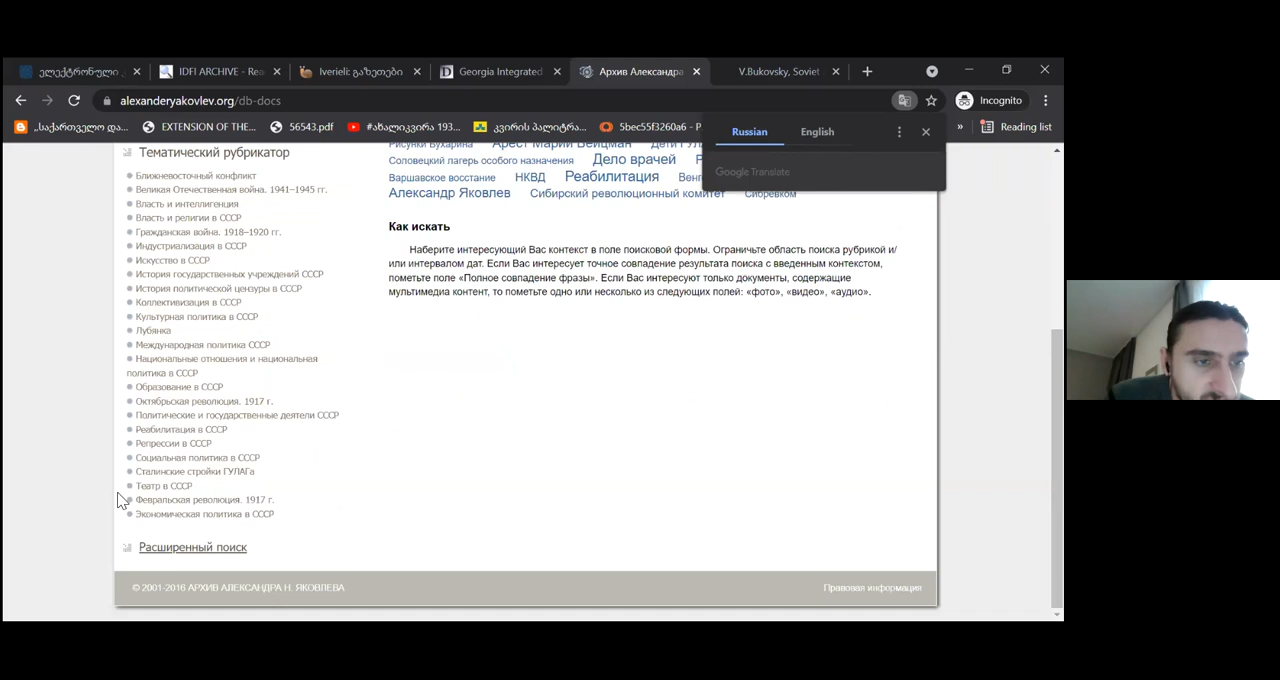 ელექტრონული
IDFI ARCHIVE - Rea
Iverieli: გაზეთები
Georgia Integrated
Архив Александра
V.Bukovsky, Soviet
alexanderyakovlev.org/db-docs
Incognito
„საქართველო და...
EXTENSION OF THE...
56543.pdf
#ახალიკვირა 193...
კვირის პალიტრა...
5bec55f3260a6 - P
»
Reading list
Russian
English
Google Translate
Тематический рубрикатор
Ближневосточный конфликт
Великая Отечественная война. 1941–1945 гг.
Власть и интеллигенция
Власть и религии в СССР
Гражданская война. 1918–1920 гг.
Индустриализация в СССР
Искусство в СССР
История государственных учреждений СССР
История политической цензуры в СССР
Коллективизация в СССР
Культурная политика в СССР
Лубянка
Международная политика СССР
Национальные отношения и национальная
политика в СССР
Образование в СССР
Октябрьская революция. 1917 г.
Политические и государственные деятели СССР
Реабилитация в СССР
Репрессии в СССР
Социальная политика в СССР
Сталинские стройки ГУЛАГа
Театр в СССР
Февральская революция. 1917 г.
Экономическая политика в СССР
Расширенный поиск
Рисунки Бухарина Арест Марии Вейцман Дети ГУЛ
Соловецкий лагерь особого назначения Дело врачей
Варшавское восстание НКВД Реабилитация Венг
Александр Яковлев Сибирский революционный комитет Сибревком
Как искать
Наберите интересующий Вас контекст в поле поисковой формы. Ограничьте область поиска рубрикой и/
или интервалом дат. Если Вас интересует точное совпадение результата поиска с введенным контекстом,
пометьте поле «Полное совпадение фразы». Если Вас интересуют только документы, содержащие
мультимедиа контент, то пометьте одно или несколько из следующих полей: «фото», «видео», «аудио».
© 2001-2016 АРХИВ АЛЕКСАНДРА Н. ЯКОВЛЕВА
Правовая информация